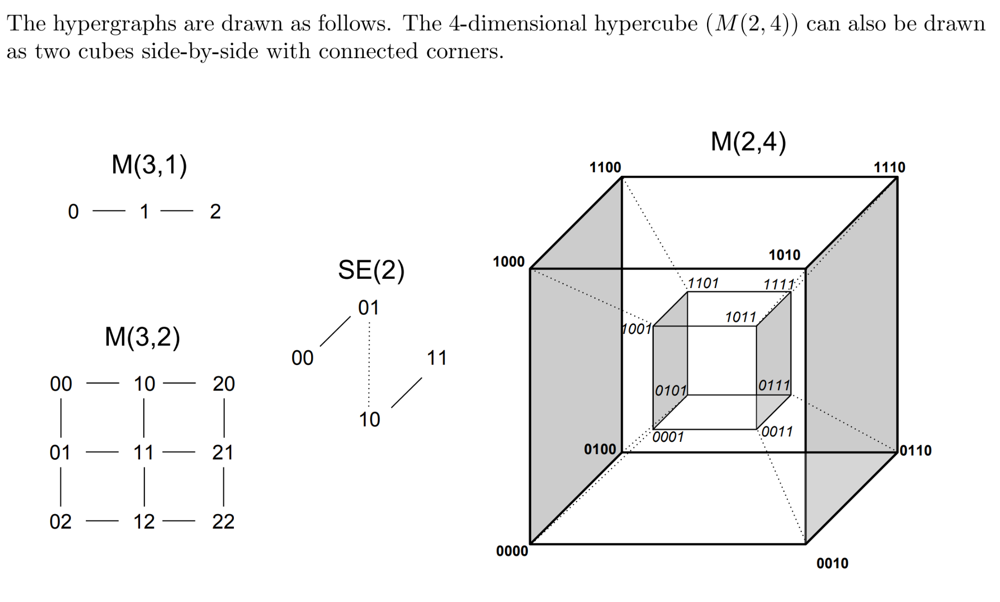 The hypergraphs are drawn as follows. The 4-dimensional hypercube (M(2, 4)) can also be drawn
as two cubes side-by-side with connected corners.
M(3,1)
0 1 2
M(3,2)
00 10 20
01 11 21
02 12 22
SE(2)
01
00 11
10
M(2,4)
1100 1110
1000 1010
1101 1111
1001 1011
0101 0111
0001 0011
0100 0110
0000 0010